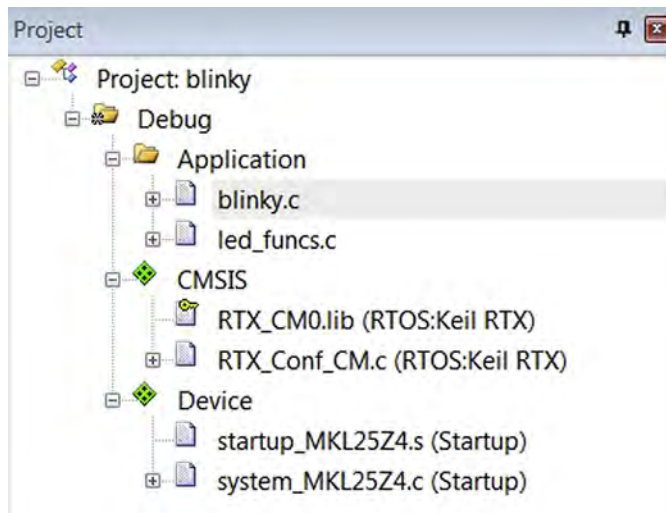 Project
Project: blinky
Debug
Application
blinky.c
led_funcs.c
CMSIS
RTX_CM0.lib (RTOS:Keil RTX)
RTX_Conf_CM.c (RTOS:Keil RTX)
Device
startup_MKL25Z4.s (Startup)
system_MKL25Z4.c (Startup)